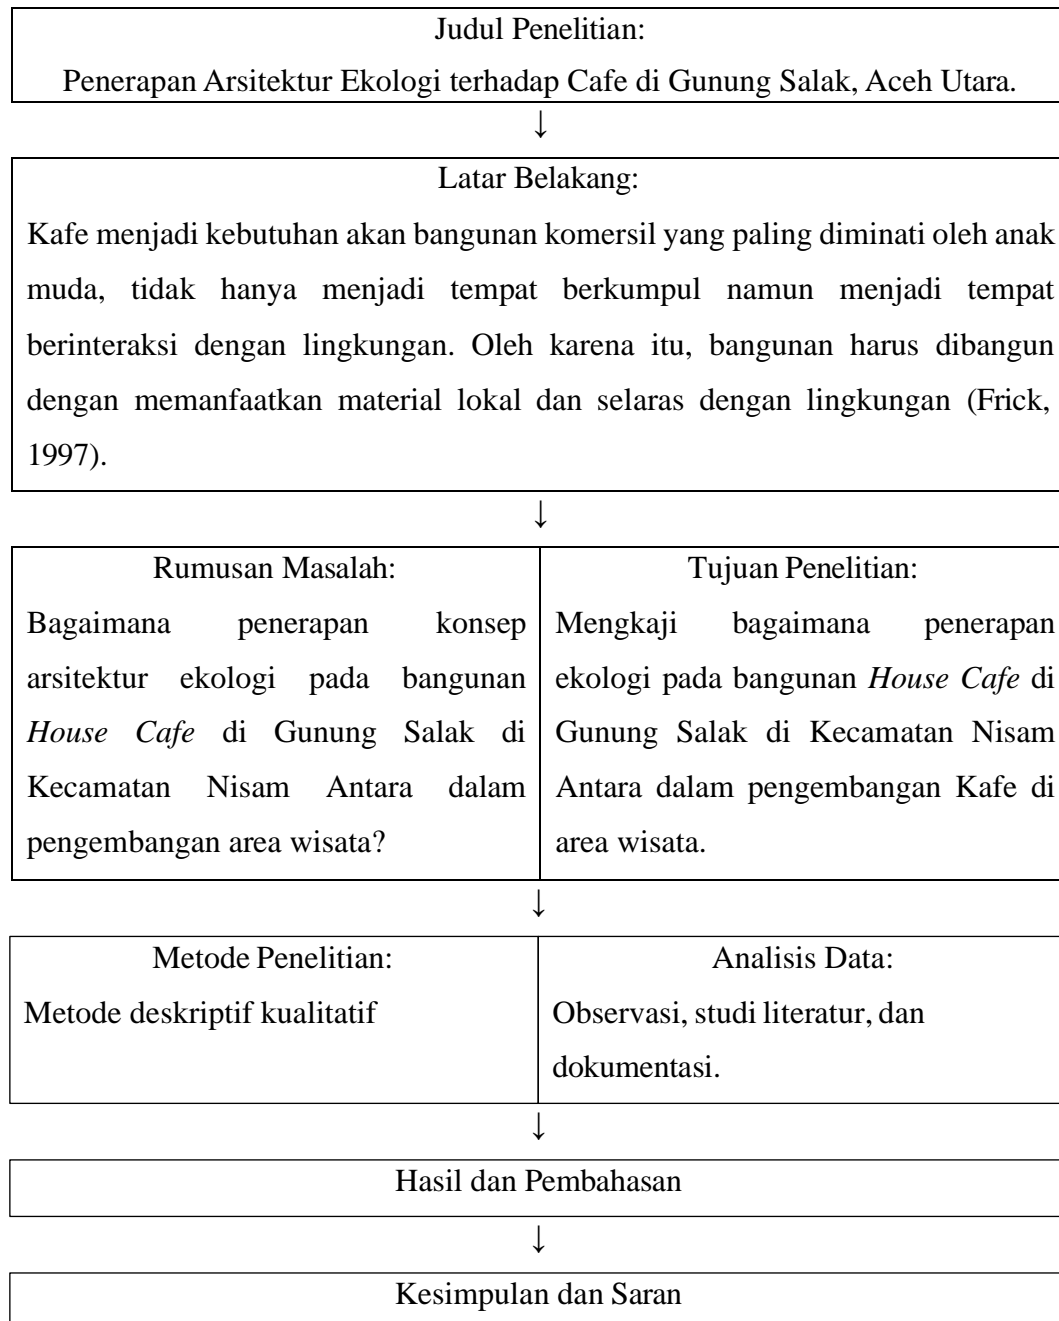 Judul Penelitian:
Penerapan Arsitektur Ekologi terhadap Cafe di Gunung Salak, Aceh Utara.
↓
Latar Belakang:
Kafe menjadi kebutuhan akan bangunan komersil yang paling diminati oleh anak
muda, tidak hanya menjadi tempat berkumpul namun menjadi tempat
berinteraksi dengan lingkungan. Oleh karena itu, bangunan harus dibangun
dengan memanfaatkan material lokal dan selaras dengan lingkungan (Frick,
1997).
↓
Rumusan Masalah:
Bagaimana penerapan konsep
arsitektur ekologi pada bangunan
House Cafe di Gunung Salak di
Kecamatan Nisam Antara dalam
pengembangan area wisata?
Tujuan Penelitian:
Mengkaji bagaimana penerapan
ekologi pada bangunan House Cafe di
Gunung Salak di Kecamatan Nisam
Antara dalam pengembangan Kafe di
area wisata.
↓
Metode Penelitian:
Metode deskriptif kualitatif
Analisis Data:
Observasi, studi literatur, dan
dokumentasi.
↓
Hasil dan Pembahasan
↓
Kesimpulan dan Saran